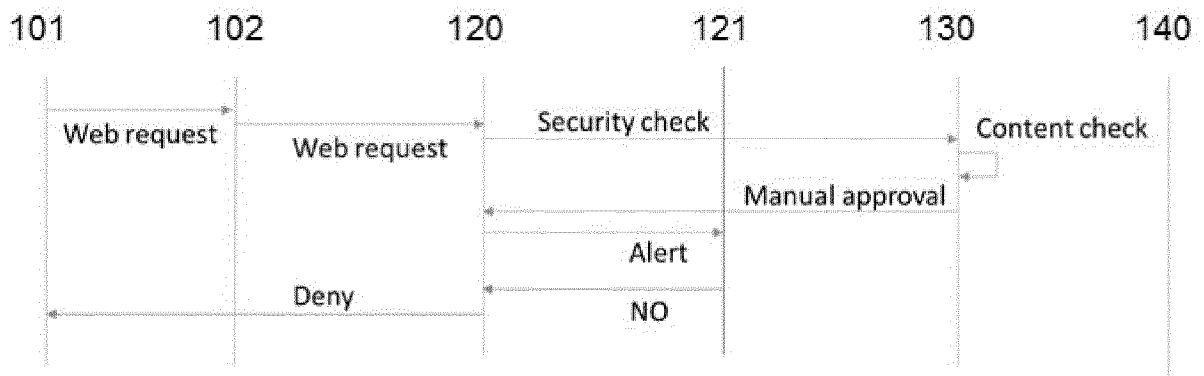 101 102 120 121 130 140
Web request
Web request
Security check
Content check
Manual approval
Alert
Deny
NO